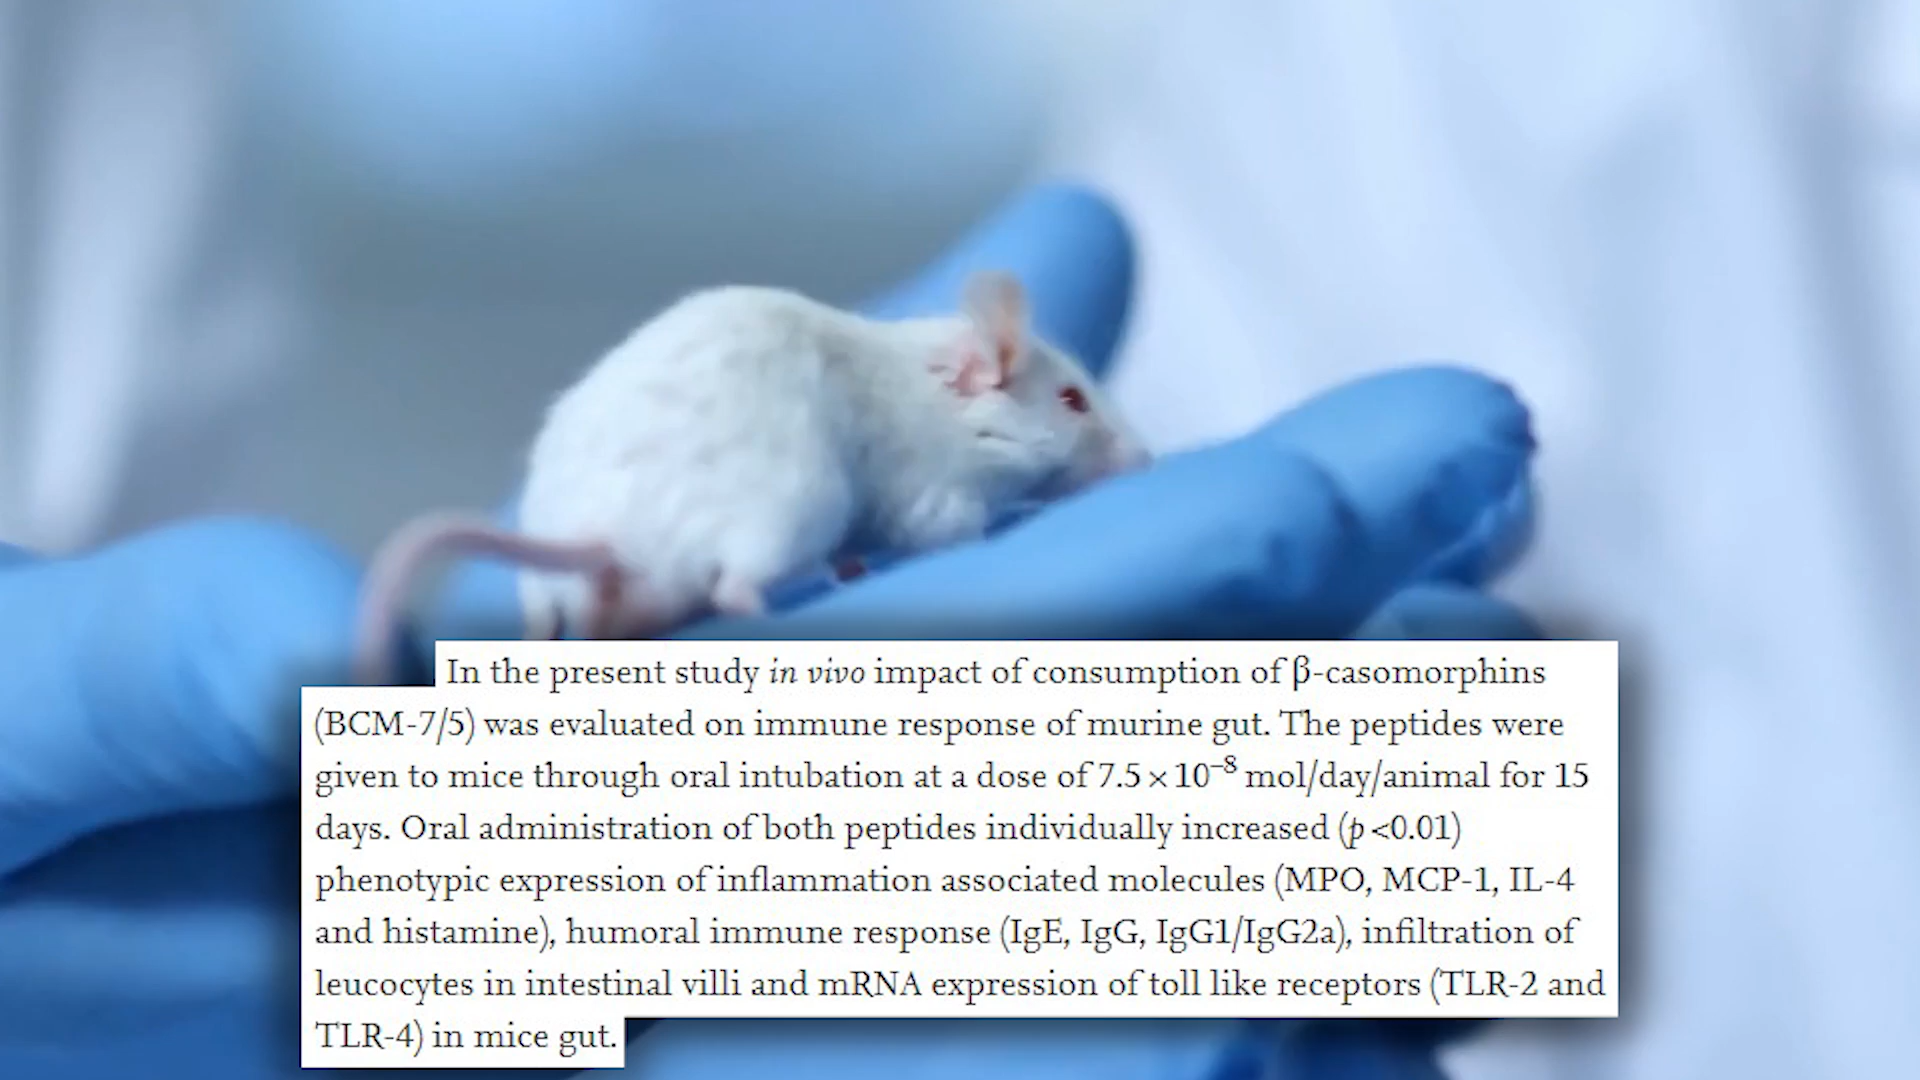 In the present study in vivo impact of consumption of β-casomorphins
(BCM-7/5) was evaluated on immune response of murine gut. The peptides were
given to mice through oral intubation at a dose of 7.5×10⁻⁸ mol/day/animal for 15
days. Oral administration of both peptides individually increased (p<0.01)
phenotypic expression of inflammation associated molecules (MPO, MCP-1, IL-4
and histamine), humoral immune response (IgE, IgG, IgG1/IgG2a), infiltration of
leucocytes in intestinal villi and mRNA expression of toll like receptors (TLR-2 and
TLR-4) in mice gut.